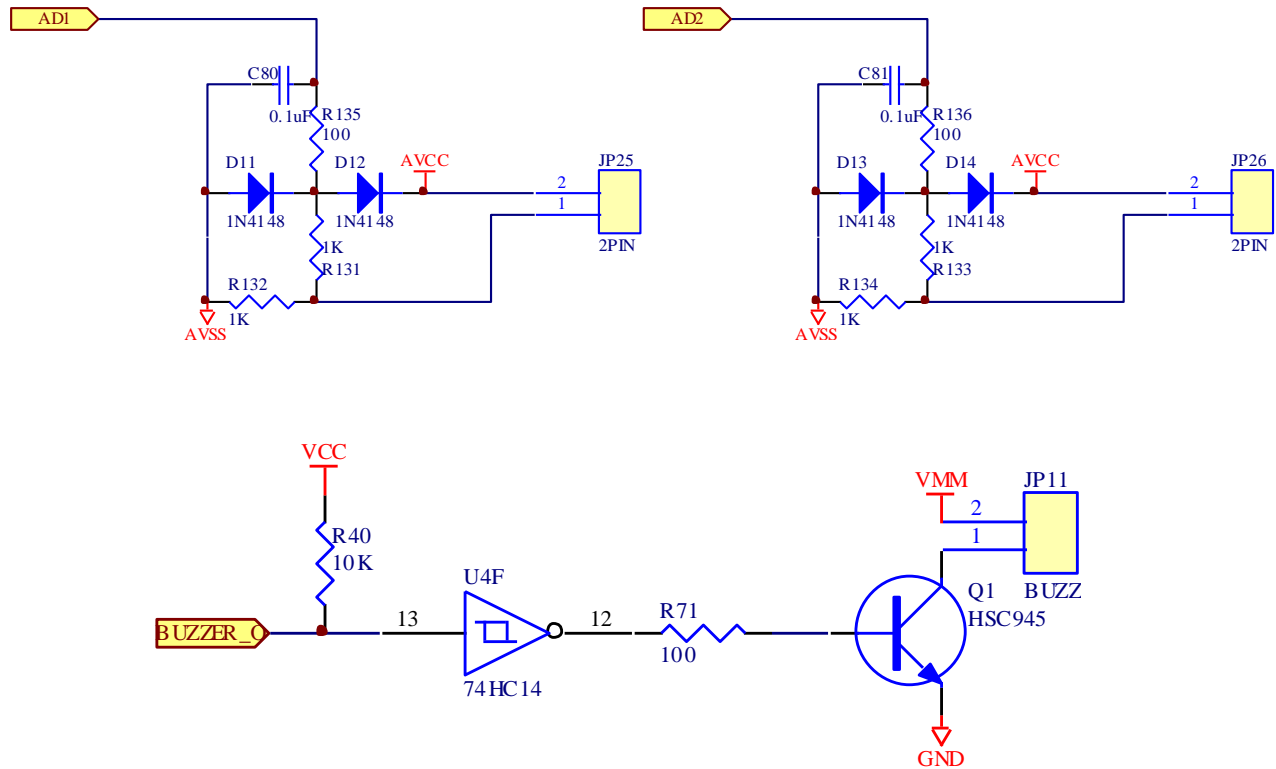 AD1
AD2
C80
0.1uF
R135
100
D11
1N4148
D12
1N4148
AVCC
2
1
JP25
2PIN
1K
R131
R132
1K
AVSS
C81
0.1uF
R136
100
D13
1N4148
D14
1N4148
AVCC
2
1
JP26
2PIN
1K
R133
R134
1K
AVSS
VCC
R40
10K
BUZZER_O
13
U4F
74HC14
12
R71
100
VMM
2
1
JP11
BUZZ
Q1
HSC945
GND